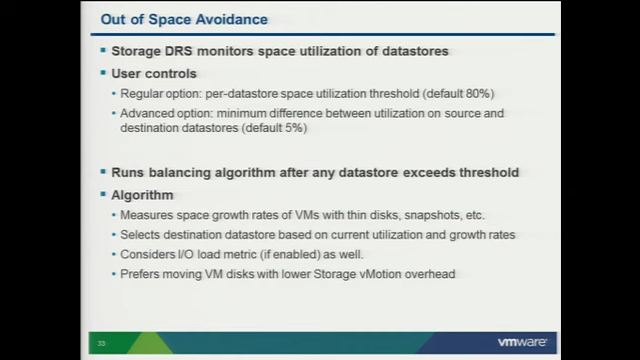 Out of Space Avoidance
Storage DRS monitors space utilization of datastores
User controls
Regular option: per-datastore space utilization threshold (default 80%)
Advanced option: minimum difference between utilization on source and
destination datastores (default 5%)
Runs balancing algorithm after any datastore exceeds threshold
Algorithm
Measures space growth rates of VMs with thin disks, snapshots, etc.
Selects destination datastore based on current utilization and growth rates
Considers I/O load metric (if enabled) as well.
Prefers moving VM disks with lower Storage vMotion overhead
33
vmware